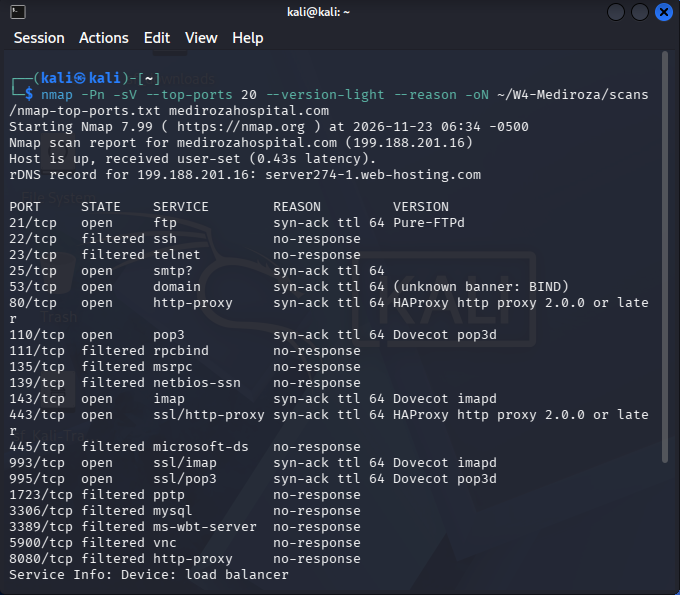 kali@kali: ~
Session Actions Edit View Help
┌──(kali㉿kali)-[~]
└─$ nmap -Pn -sV --top-ports 20 --version-light --reason -oN ~/W4-Mediroza/scans
/nmap-top-ports.txt medirozahospital.com
Starting Nmap 7.99 ( https://nmap.org ) at 2026-11-23 06:34 -0500
Nmap scan report for medirozahospital.com (199.188.201.16)
Host is up, received user-set (0.43s latency).
rDNS record for 199.188.201.16: server274-1.web-hosting.com
PORT     STATE    SERVICE        REASON         VERSION
21/tcp   open     ftp            syn-ack ttl 64 Pure-FTPd
22/tcp   filtered ssh            no-response
23/tcp   filtered telnet         no-response
25/tcp   open     smtp?          syn-ack ttl 64
53/tcp   open     domain         syn-ack ttl 64 (unknown banner: BIND)
80/tcp   open     http-proxy     syn-ack ttl 64 HAProxy http proxy 2.0.0 or late
r
110/tcp  open     pop3           syn-ack ttl 64 Dovecot pop3d
111/tcp  filtered rpcbind        no-response
135/tcp  filtered msrpc          no-response
139/tcp  filtered netbios-ssn    no-response
143/tcp  open     imap           syn-ack ttl 64 Dovecot imapd
443/tcp  open     ssl/http-proxy syn-ack ttl 64 HAProxy http proxy 2.0.0 or late
r
445/tcp  filtered microsoft-ds   no-response
993/tcp  open     ssl/imap       syn-ack ttl 64 Dovecot imapd
995/tcp  open     ssl/pop3       syn-ack ttl 64 Dovecot pop3d
1723/tcp filtered pptp           no-response
3306/tcp filtered mysql          no-response
3389/tcp filtered ms-wbt-server  no-response
5900/tcp filtered vnc            no-response
8080/tcp filtered http-proxy     no-response
Service Info: Device: load balancer
KALI
Trash